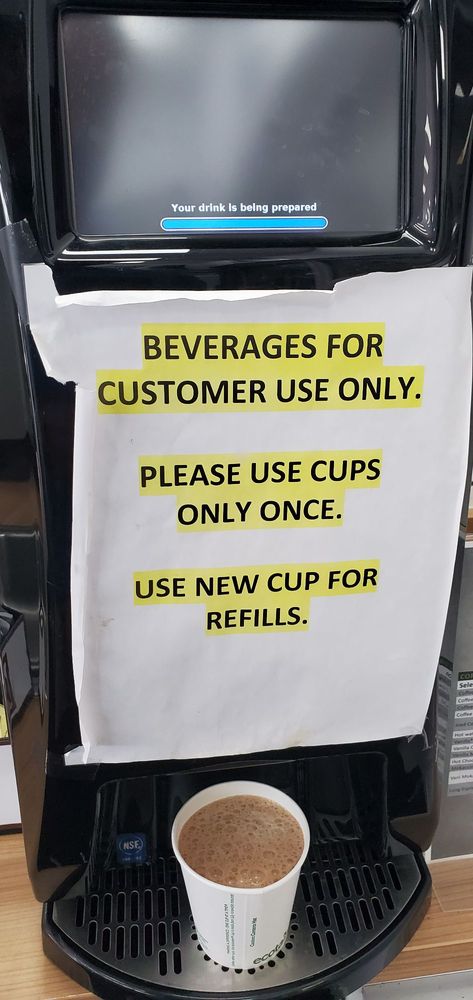 Your drink is being prepared
BEVERAGES FOR
CUSTOMER USE ONLY.
PLEASE USE CUPS
ONLY ONCE.
USE NEW CUP FOR
REFILLS.
NSF